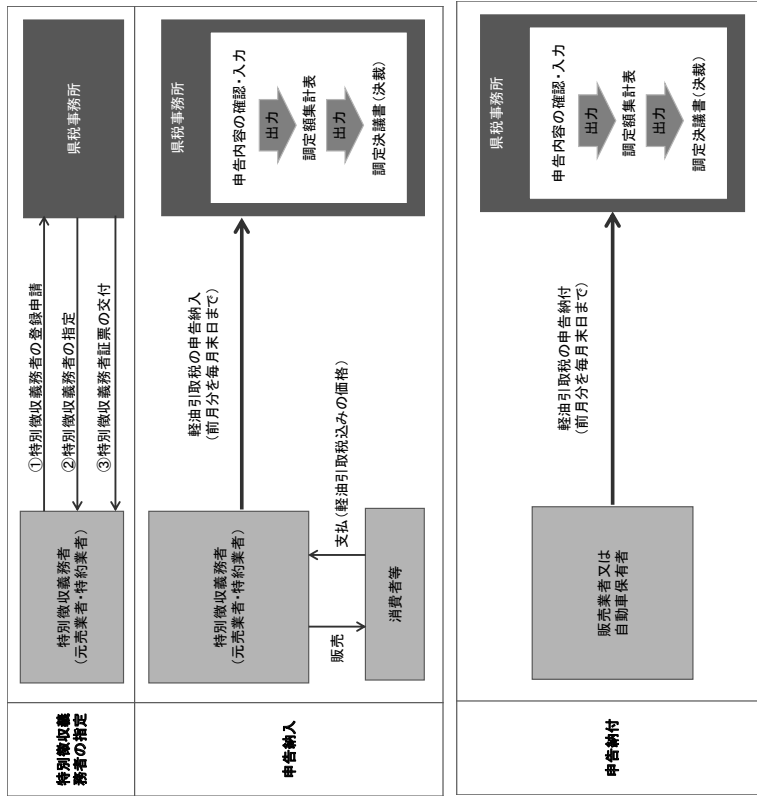 特別徴収義
務者の指定
特別徴収義務者
(元売業者・特約業者)
①特別徴収義務者の登録申請
②特別徴収義務者の指定
③特別徴収義務者証票の交付
県税事務所
申告納入
特別徴収義務者
(元売業者・特約業者)
販売
支払(軽油引取税込みの価格)
消費者等
軽油引取税の申告納入
(前月分を毎月末日まで)
県税事務所
申告内容の確認・入力
出力
調定額集計表
出力
調定決議書(決裁)
申告納付
販売業者又は
自動車保有者
軽油引取税の申告納付
(前月分を毎月末日まで)
県税事務所
申告内容の確認・入力
出力
調定額集計表
出力
調定決議書(決裁)